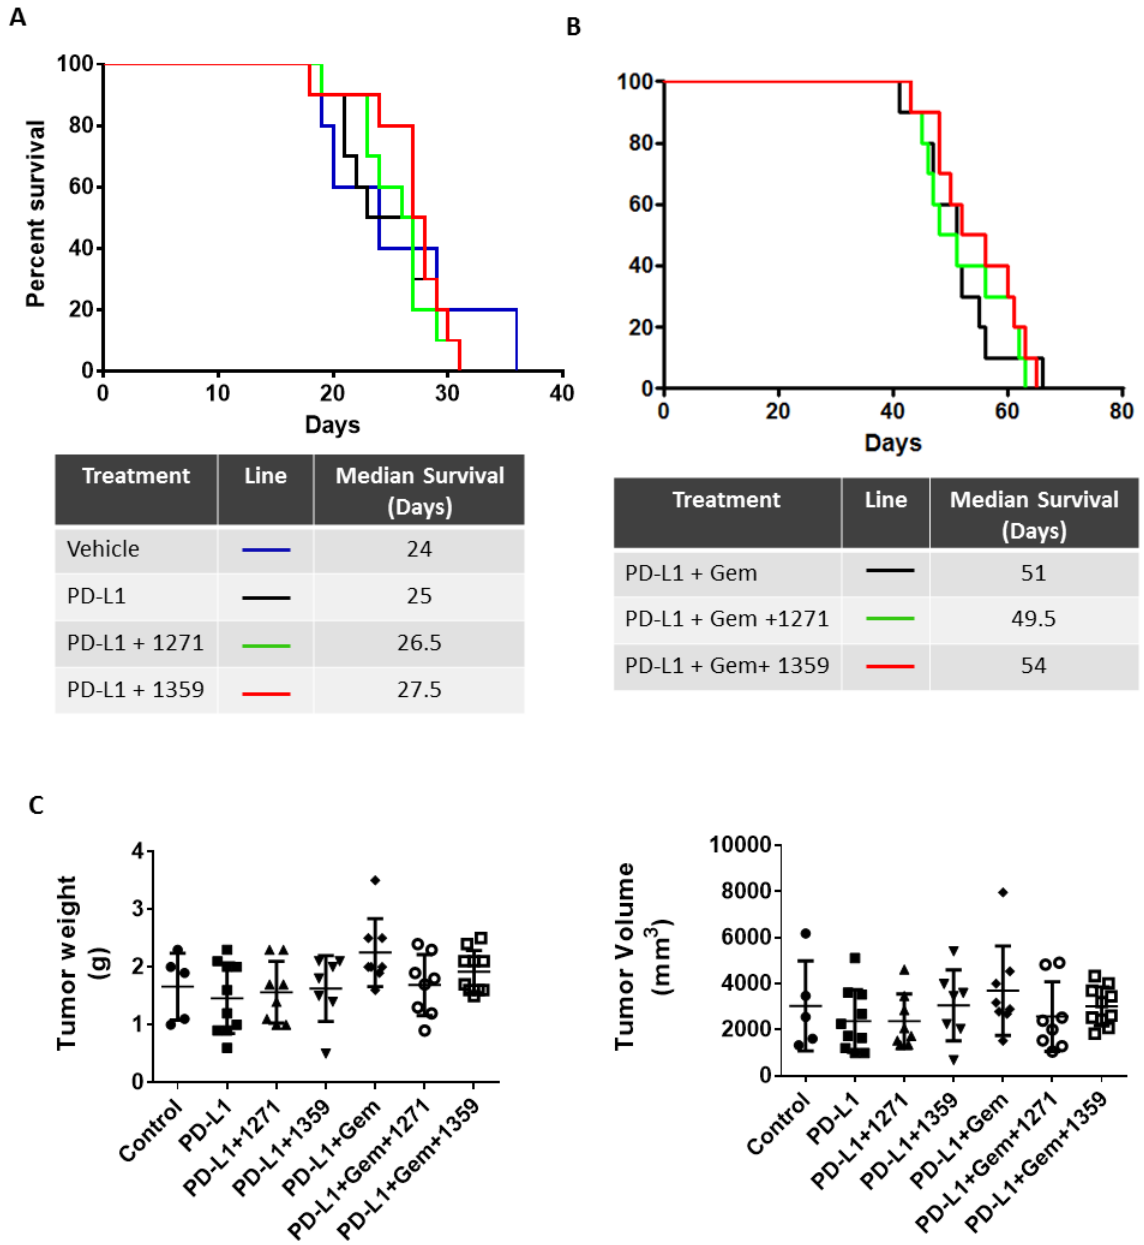 A
B
100
80
60
40
20
0
Percent survival
0 10 20 30 40
Days
100
80
60
40
20
0
0 20 40 60 80
Days
Treatment Line Median Survival
(Days)
Vehicle 24
PD-L1 25
PD-L1 + 1271 26.5
PD-L1 + 1359 27.5
Treatment Line Median Survival
(Days)
PD-L1 + Gem 51
PD-L1 + Gem +1271 49.5
PD-L1 + Gem+ 1359 54
C
Tumor weight
(g)
4
3
2
1
0
Control
PD-L1
PD-L1+1271
PD-L1+1359
PD-L1+Gem
PD-L1+Gem+1271
PD-L1+Gem+1359
Tumor Volume
(mm³)
10000
8000
6000
4000
2000
0
Control
PD-L1
PD-L1+1271
PD-L1+1359
PD-L1+Gem
PD-L1+Gem+1271
PD-L1+Gem+1359